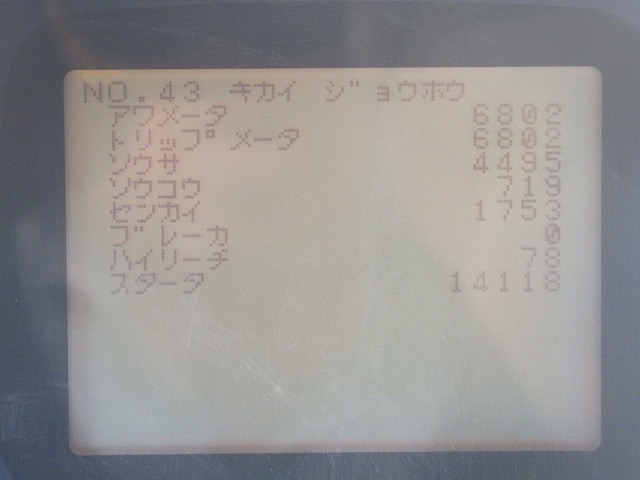 NO.43 キカイ ジョウホウ
アワメータ 6802
トリップメータ 6802
ソウサ 4495
ソウコウ 719
センカイ 1753
ブレーカ 0
ハイリーチ 78
スタータ 14118